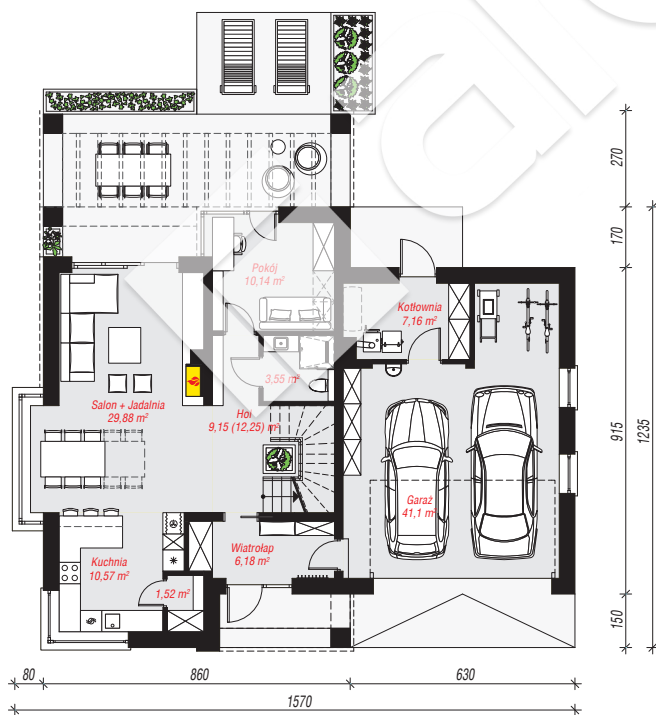 Pokój
10,14 m²
Kotłownia
7,16 m²
3,55 m²
Salon + Jadalnia
29,88 m²
Hol
9,15 (12,25) m²
Garaż
41,1 m²
Kuchnia
10,57 m²
Wiatrołap
6,18 m²
1,52 m²
270
170
915
1235
150
80
860
630
1570